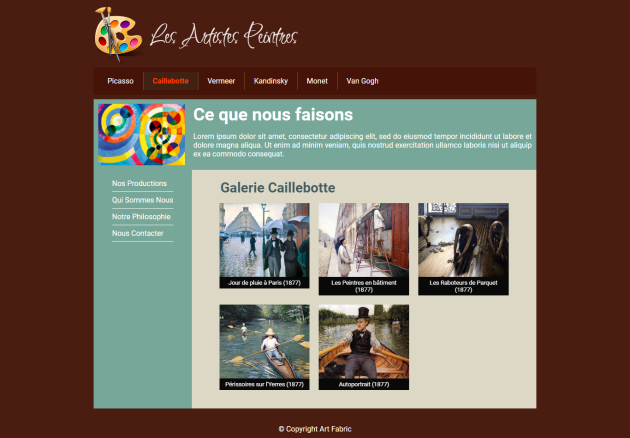 Les Artistes Peintres
Picasso Caillebotte Vermeer Kandinsky Monet Van Gogh
Ce que nous faisons
Lorem ipsum dolor sit amet, consectetur adipiscing elit, sed do eiusmod tempor incididunt ut labore et
dolore magna aliqua. Ut enim ad minim veniam, quis nostrud exercitation ullamco laboris nisi ut aliquip
ex ea commodo consequat.
Nos Productions
Qui Sommes Nous
Notre Philosophie
Nous Contacter
Galerie Caillebotte
Jour de pluie à Paris (1877)
Les Peintres en bâtiment
(1877)
Les Raboteurs de Parquet
(1877)
Périssoires sur l'Yerres (1877)
Autoportrait (1877)
© Copyright Art Fabric